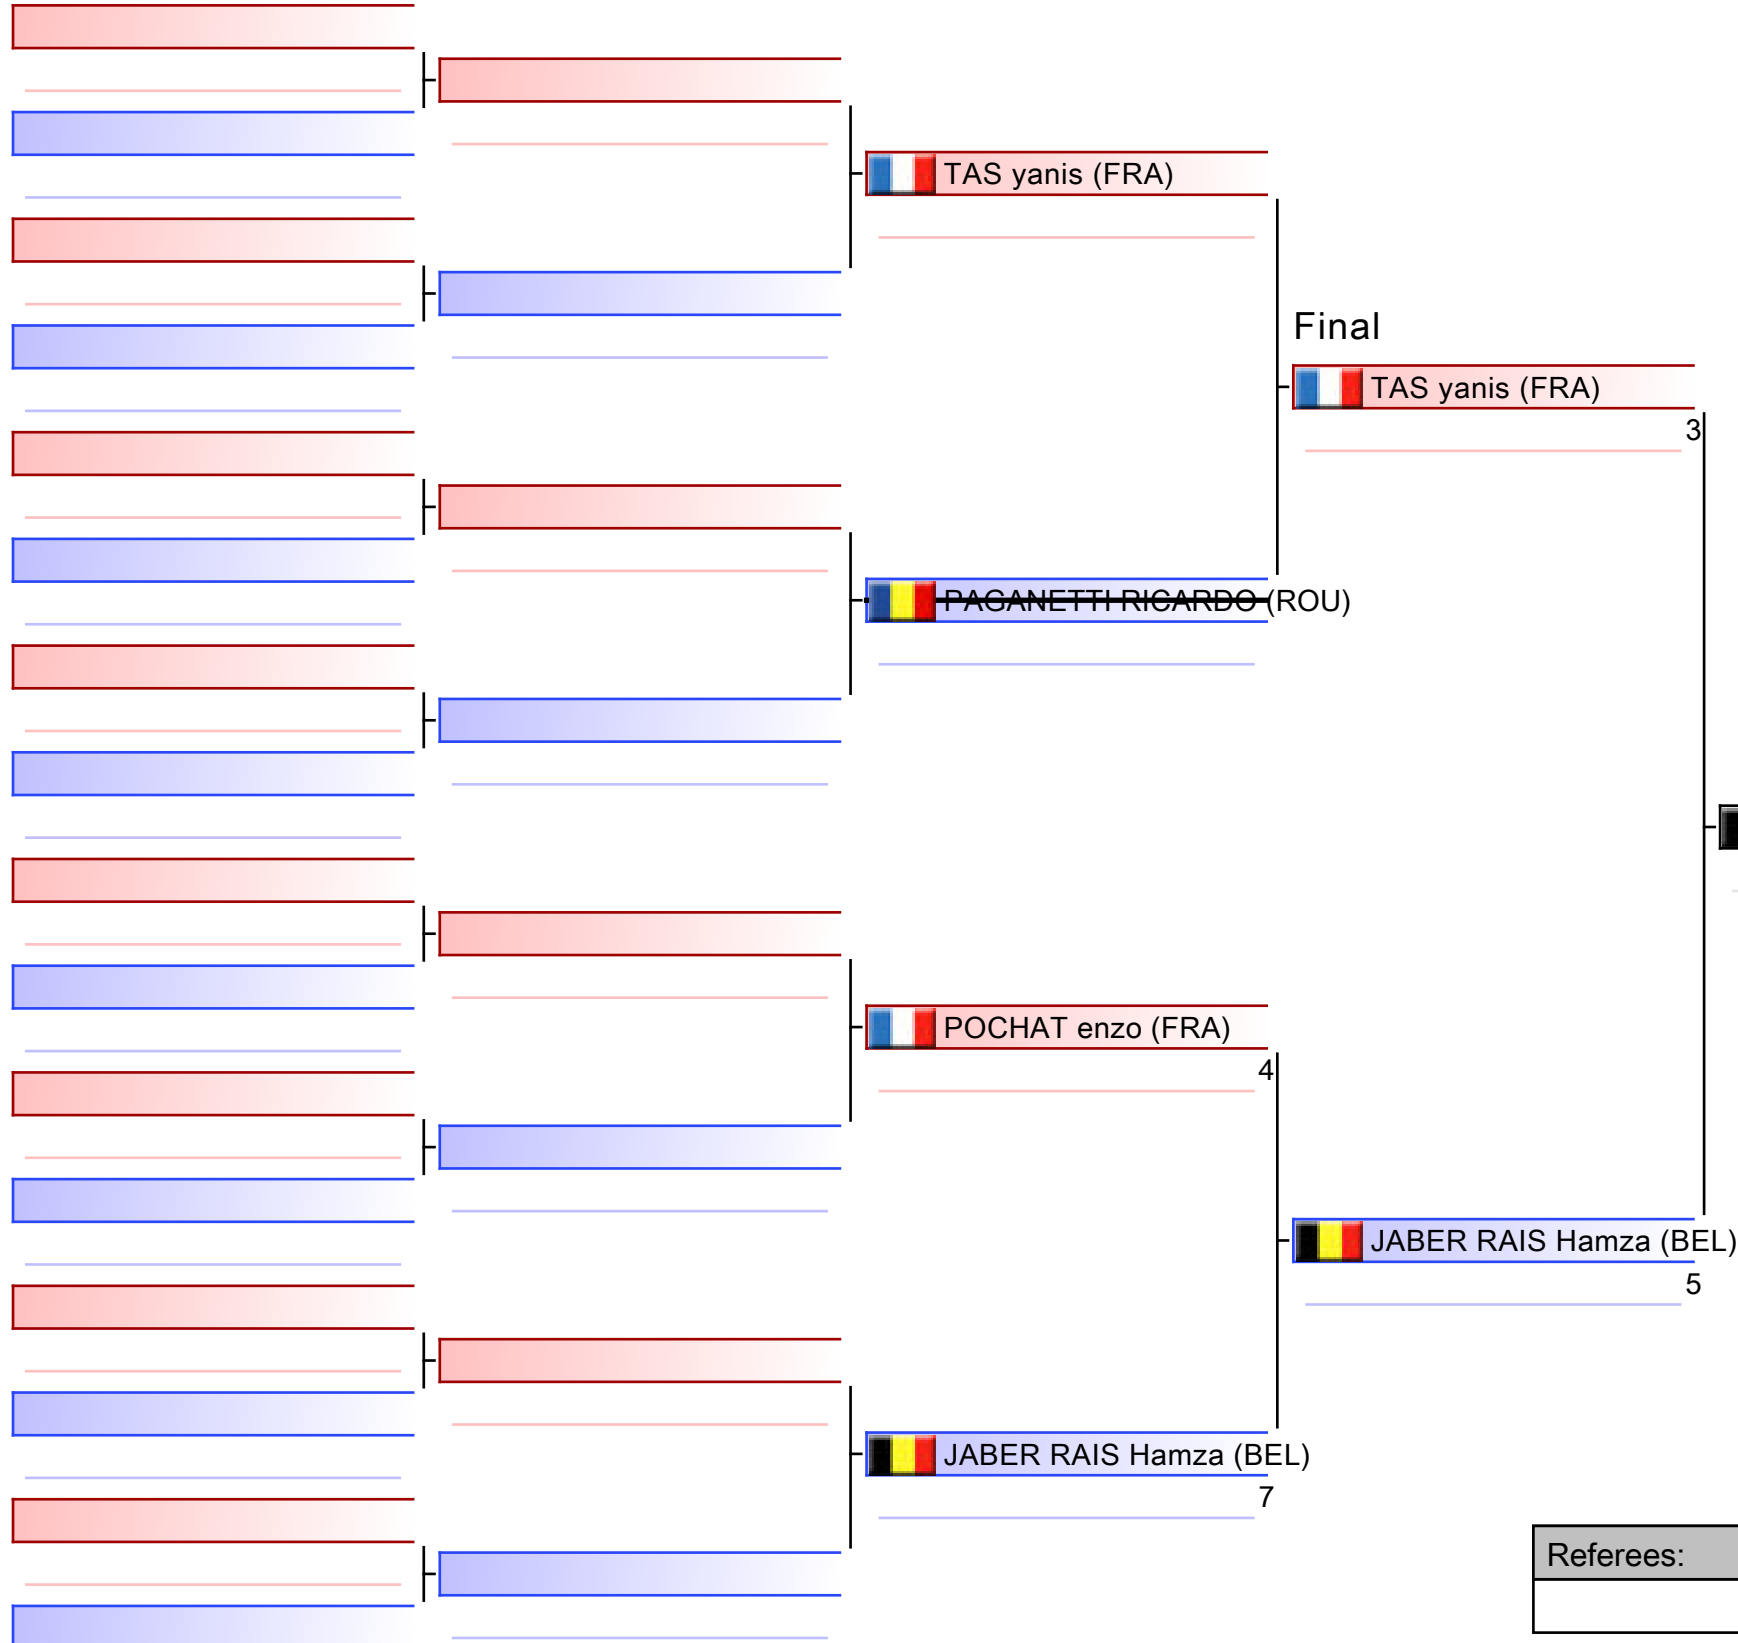 TAS yanis (FRA)
Final
TAS yanis (FRA)
3
PAGANETTI RICARDO (ROU)
POCHAT enzo (FRA)
4
JABER RAIS Hamza (BEL)
5
JABER RAIS Hamza (BEL)
7
Referees: